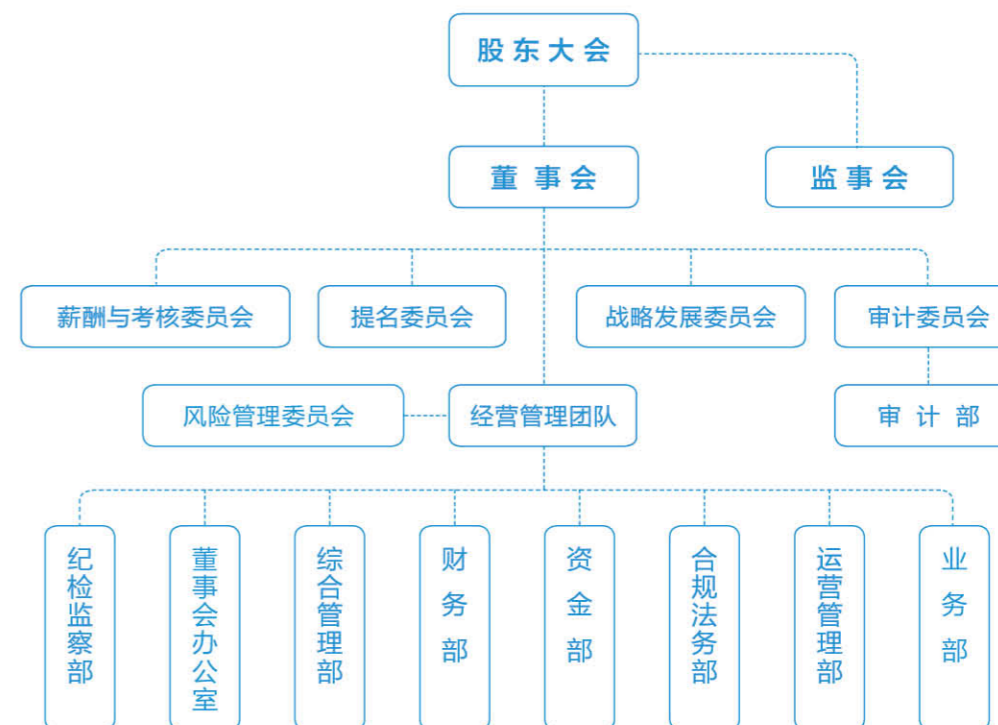 股东大会
董事会
监事会
薪酬与考核委员会
提名委员会
战略发展委员会
审计委员会
风险管理委员会
经营管理团队
审计部
纪检监察部
董事会办公室
综合管理部
财务部
资金部
合规法务部
运营管理部
业务部